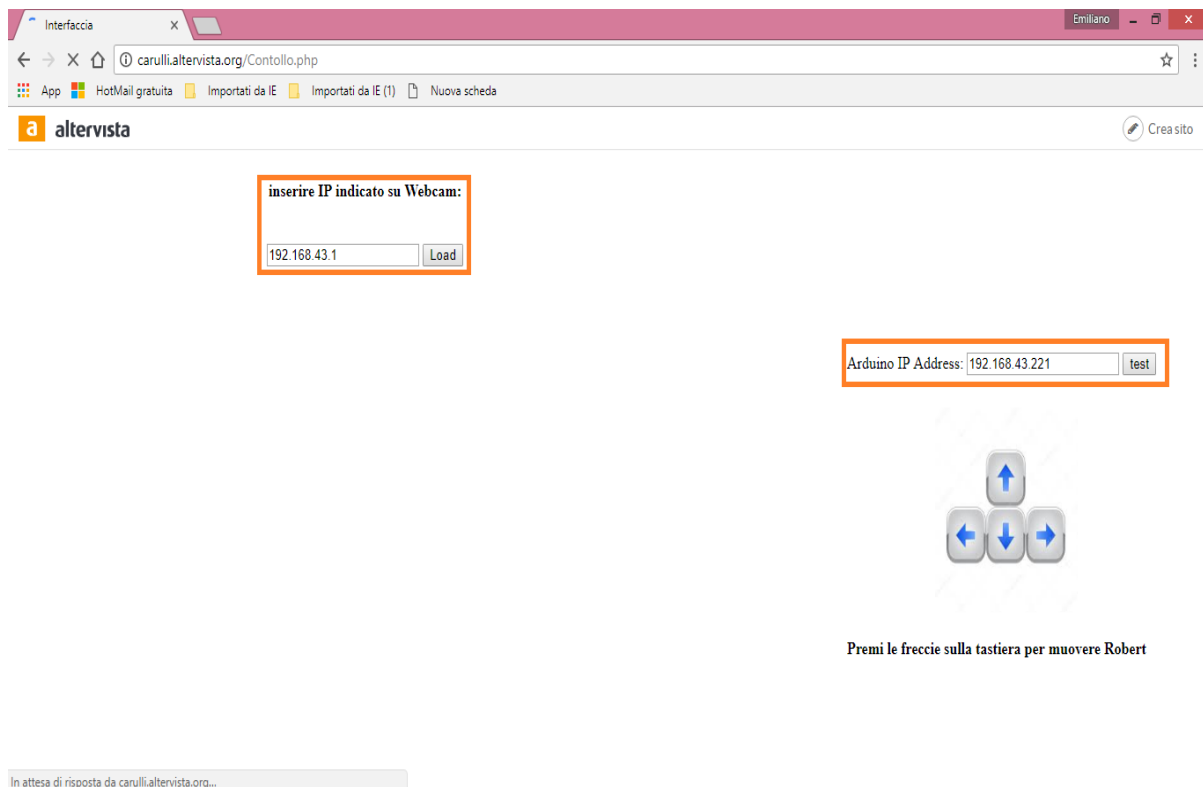 Interfaccia
Emiliano
carulli.altervista.org/Contollo.php
App HotMail gratuita Importati da IE Importati da IE (1) Nuova scheda
a altervista
Crea sito
inserire IP indicato su Webcam:
192.168.43.1 Load
Arduino IP Address: 192.168.43.221 test
Premi le freccie sulla tastiera per muovere Robert
In attesa di risposta da carulli.altervista.org...